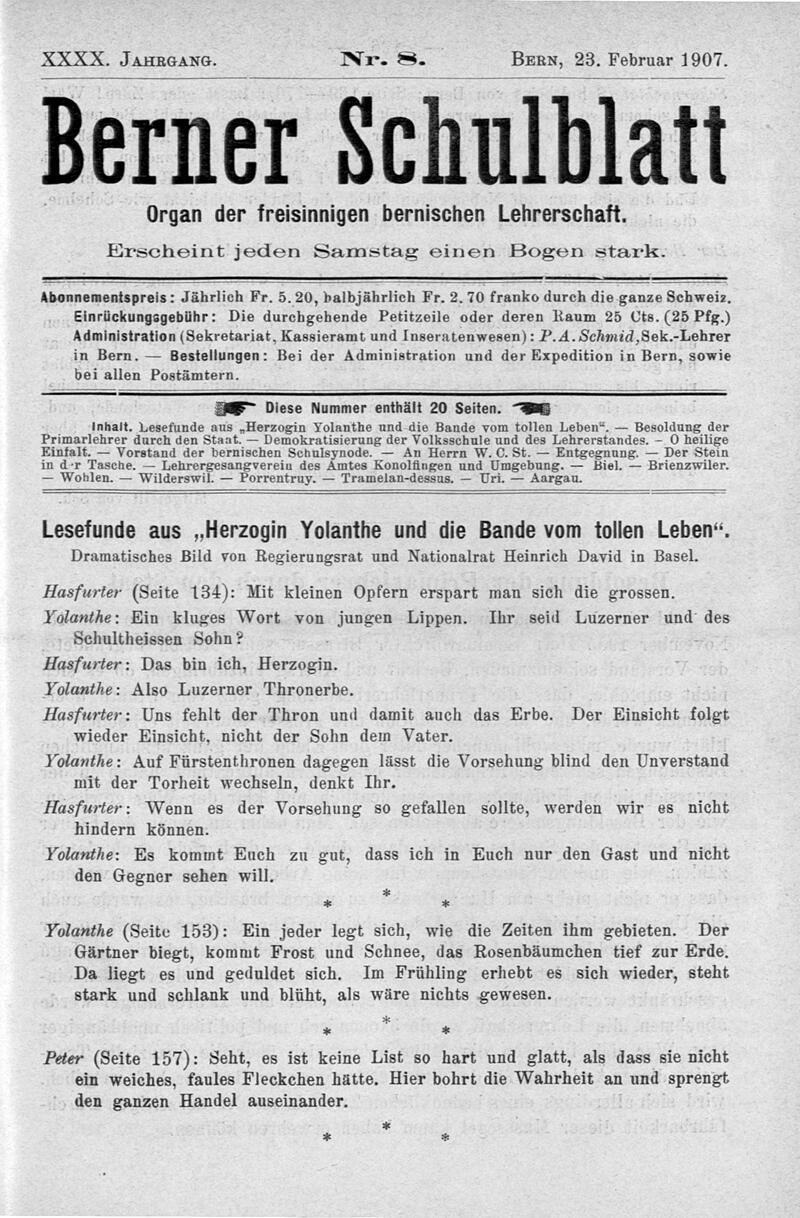 XXXX. Jahrgang. Nr. 8. Bern, 23. Februar 1907.
Berner Schulblatt
Organ der freisinnigen bernischen Lehrerschaft.
Erscheint jeden Samstag einen Bogen stark.
Abonnementspreis: Jährlich Fr. 5. 20, halbjährlich Fr. 2. 70 franko durch die ganze Schweiz.
Einrückungsgebühr: Die durchgehende Petitzeile oder deren Raum 25 Cts. (25 Pfg.)
Administration (Sekretariat, Kassieramt und Inseratenwesen): P. A. Schmid, Sek.-Lehrer
in Bern. — Bestellungen: Bei der Administration und der Expedition in Bern, sowie
bei allen Postämtern.
Diese Nummer enthält 20 Seiten.
Inhalt. Lesefunde aus „Herzogin Yolanthe und die Bande vom tollen Leben“. — Besoldung der
Primarlehrer durch den Staat. — Demokratisierung der Volksschule und des Lehrerstandes. — O heilige
Einfalt. — Vorstand der bernischen Schulsynode. — An Herrn W. C. St. — Entgegnung. — Der Stein
in d r Tasche. — Lehrergesangverein des Amtes Konolfingen und Umgebung. — Biel. — Brienzwiler.
— Wohlen. — Wilderswil. — Porrentruy. — Tramelan-dessus. — Uri. — Aargau.
Lesefunde aus „Herzogin Yolanthe und die Bande vom tollen Leben“.
Dramatisches Bild von Regierungsrat und Nationalrat Heinrich David in Basel.
Hasfurter (Seite 134): Mit kleinen Opfern erspart man sich die grossen.
Yolanthe: Ein kluges Wort von jungen Lippen. Ihr seid Luzerner und des
Schultheissen Sohn?
Hasfurter: Das bin ich, Herzogin.
Yolanthe: Also Luzerner Thronerbe.
Hasfurter: Uns fehlt der Thron und damit auch das Erbe. Der Einsicht folgt
wieder Einsicht, nicht der Sohn dem Vater.
Yolanthe: Auf Fürstenthronen dagegen lässt die Vorsehung blind den Unverstand
mit der Torheit wechseln, denkt Ihr.
Hasfurter: Wenn es der Vorsehung so gefallen sollte, werden wir es nicht
hindern können.
Yolanthe: Es kommt Euch zu gut, dass ich in Euch nur den Gast und nicht
den Gegner sehen will.
* * *
Yolanthe (Seite 153): Ein jeder legt sich, wie die Zeiten ihm gebieten. Der
Gärtner biegt, kommt Frost und Schnee, das Rosenbäumchen tief zur Erde.
Da liegt es und geduldet sich. Im Frühling erhebt es sich wieder, steht
stark und schlank und blüht, als wäre nichts gewesen.
* * *
Peter (Seite 157): Seht, es ist keine List so hart und glatt, als dass sie nicht
ein weiches, faules Fleckchen hätte. Hier bohrt die Wahrheit an und sprengt
den ganzen Handel auseinander.
* * *